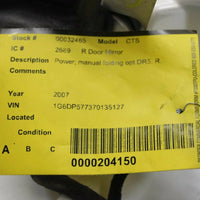 Stock # 00032465 Model CTS
IC # 2689 R Door Mirror
Description Power; manual folding opt DR5, R.
Comments
Year 2007
VIN 1G6DP577370135127
Located
Condition
A B C
0000204150